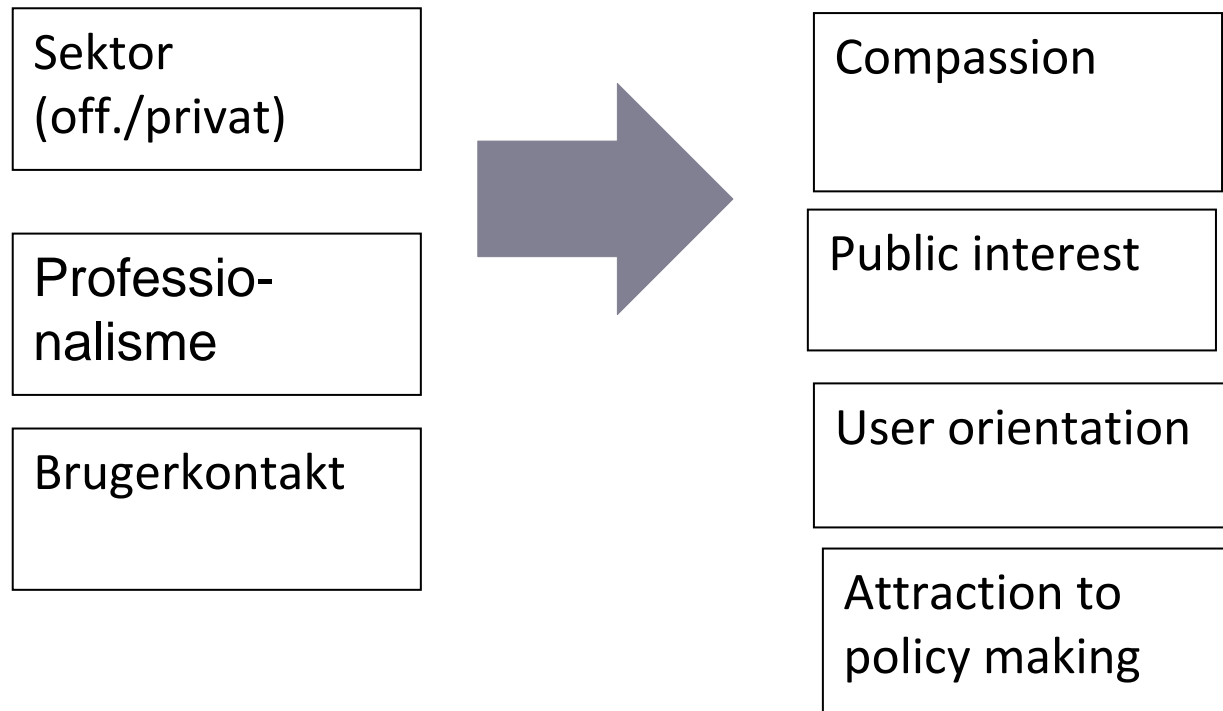 Sektor
(off./privat)
Professio-
nalisme
Brugerkontakt
Compassion
Public interest
User orientation
Attraction to
policy making